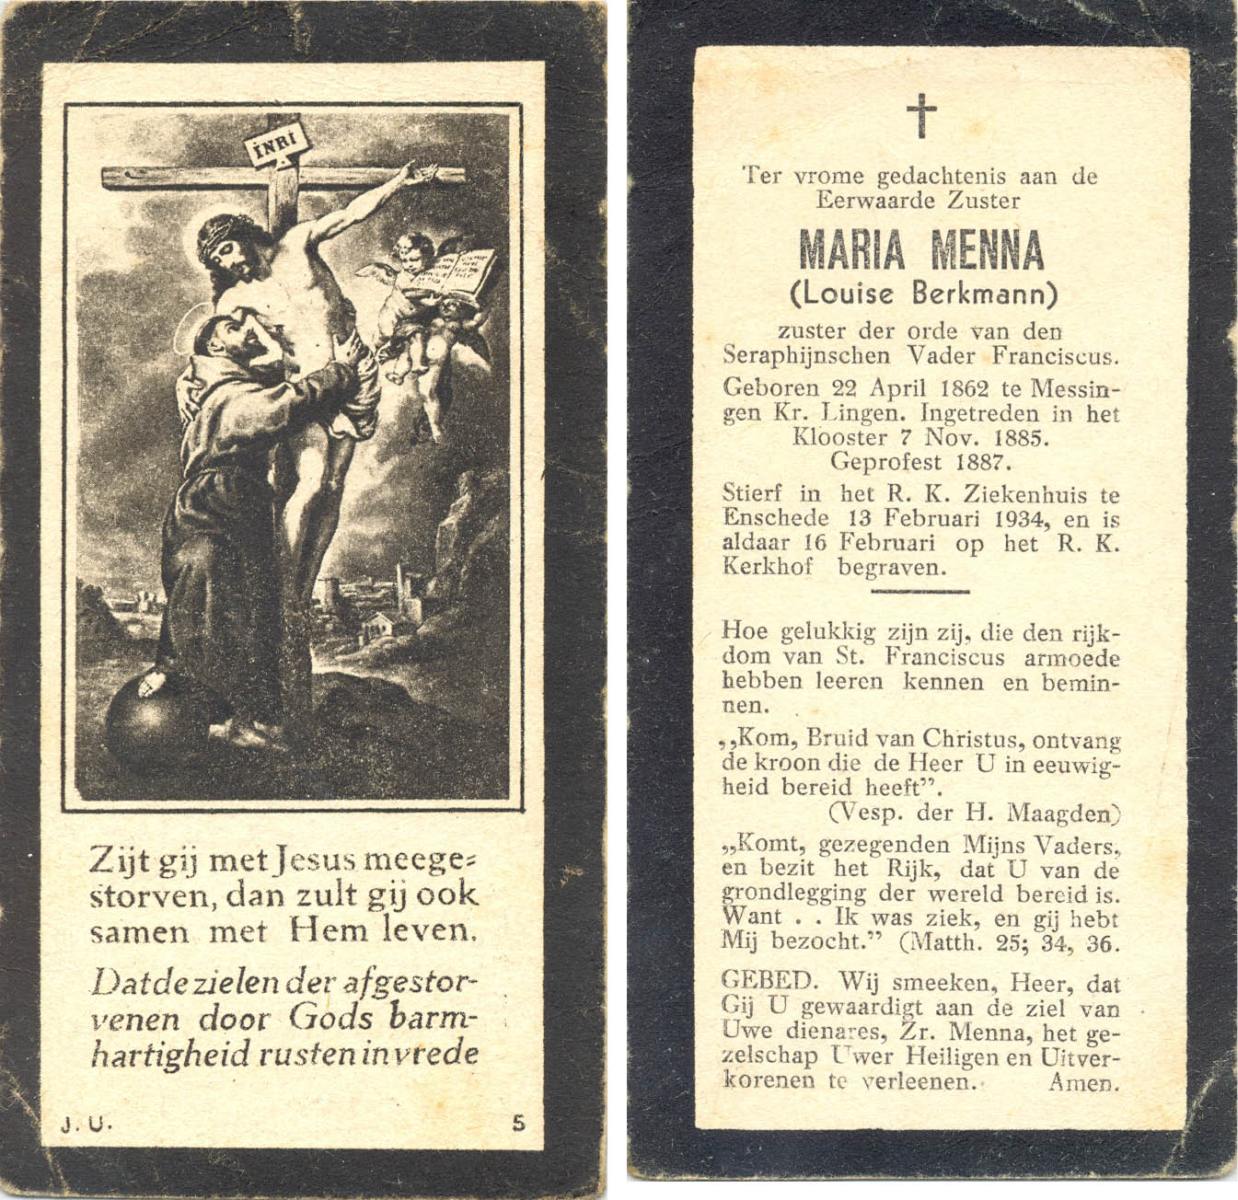 INRI
Zijt gij met Jesus meege-
storven, dan zult gij ook
samen met Hem leven.
Dat de zielen der afgestor-
venen door Gods barm-
hartigheid rusten in vrede
J. U. 5
Ter vrome gedachtenis aan de
Eerwaarde Zuster
MARIA MENNA
(Louise Berkmann)
zuster der orde van den
Seraphijnschen Vader Franciscus.
Geboren 22 April 1862 te Messin-
gen Kr. Lingen. Ingetreden in het
Klooster 7 Nov. 1885.
Geprofest 1887.
Stierf in het R. K. Ziekenhuis te
Enschede 13 Februari 1934, en is
aldaar 16 Februari op het R. K.
Kerkhof begraven.
Hoe gelukkig zijn zij, die den rijk-
dom van St. Franciscus armoede
hebben leeren kennen en bemin-
nen.
,,Kom, Bruid van Christus, ontvang
de kroon die de Heer U in eeuwig-
heid bereid heeft".
(Vesp. der H. Maagden)
„Komt, gezegenden Mijns Vaders,
en bezit het Rijk, dat U van de
grondlegging der wereld bereid is.
Want . . Ik was ziek, en gij hebt
Mij bezocht." (Matth. 25; 34, 36.
GEBED. Wij smeeken, Heer, dat
Gij U gewaardigt aan de ziel van
Uwe dienares, Zr. Menna, het ge-
zelschap Uwer Heiligen en Uitver-
korenen te verleenen. Amen.